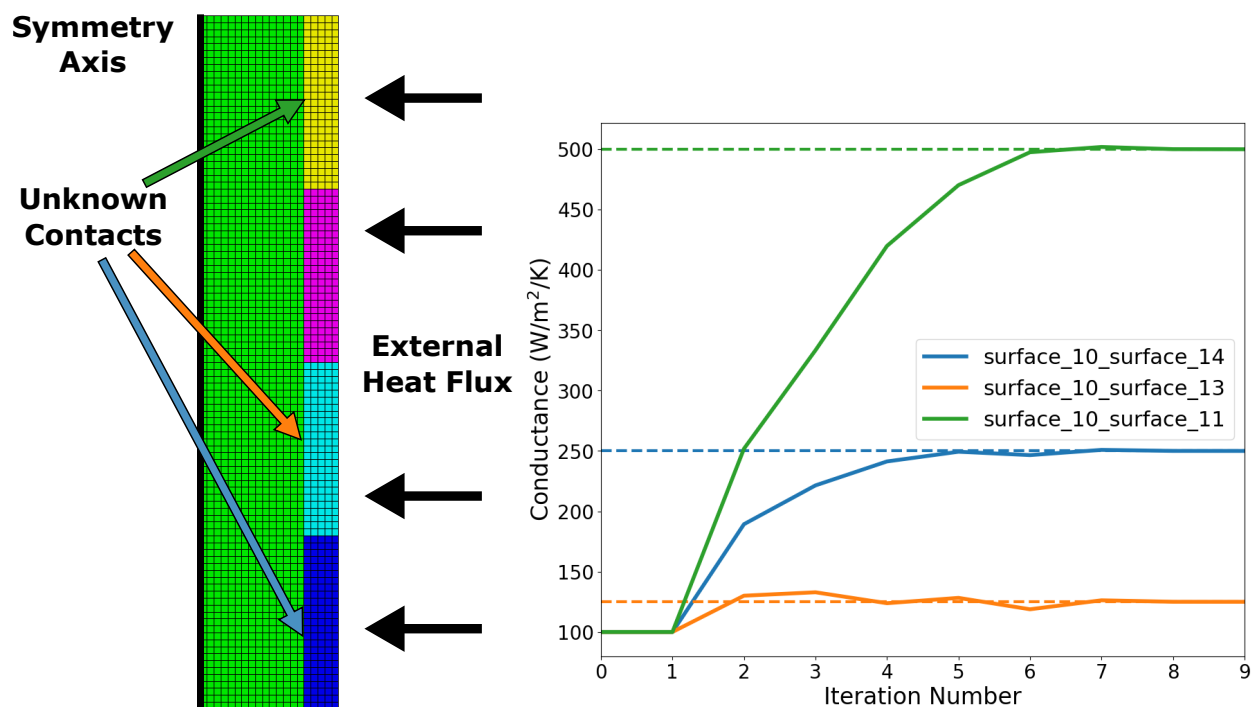 Symmetry
Axis
Unknown
Contacts
External
Heat Flux
Conductance (W/m²/K)
500
450
400
350
300
250
200
150
100
surface_10_surface_14
surface_10_surface_13
surface_10_surface_11
0 1 2 3 4 5 6 7 8 9
Iteration Number